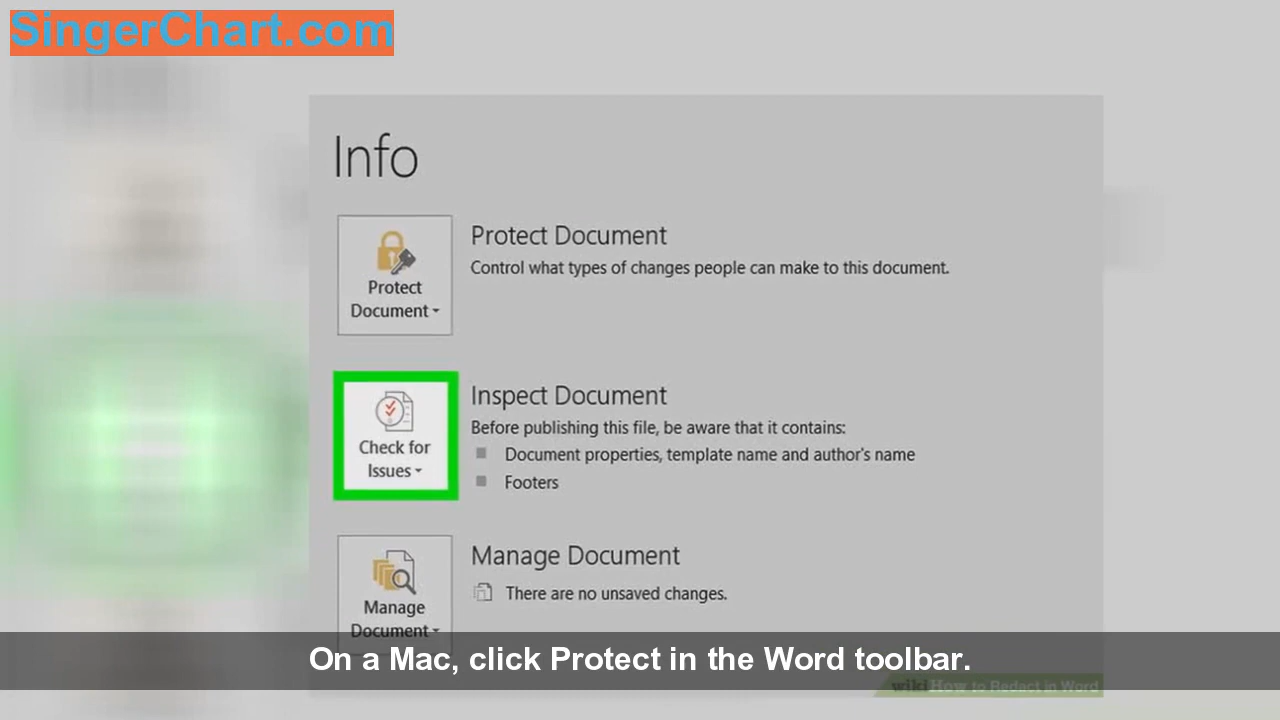 SingerChart.com
Info
Protect
Document
Protect Document
Control what types of changes people can make to this document.
Check for
Issues
Inspect Document
Before publishing this file, be aware that it contains:
Document properties, template name and author's name
Footers
Manage
Document
Manage Document
There are no unsaved changes.
On a Mac, click Protect in the Word toolbar.
wikiHow to Redact in Word